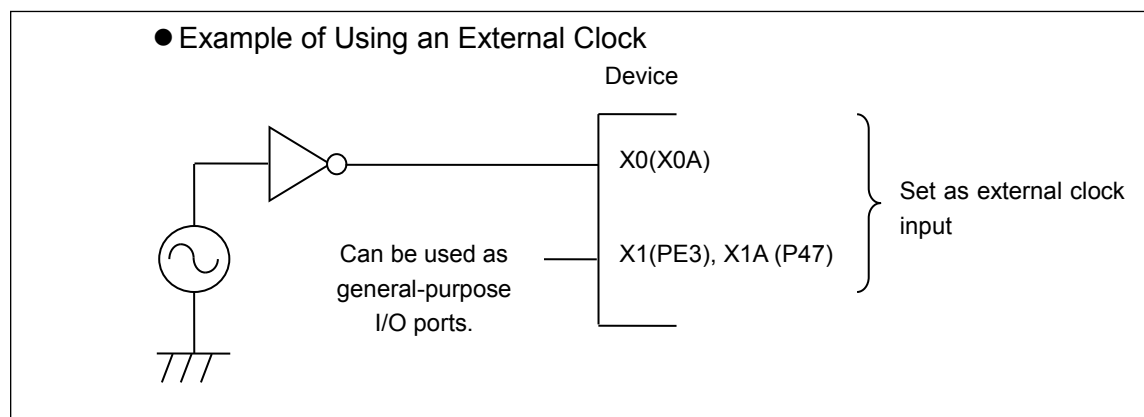 ● Example of Using an External Clock
Device
X0(X0A)
Set as external clock
input
Can be used as
general-purpose
I/O ports.
X1(PE3), X1A (P47)